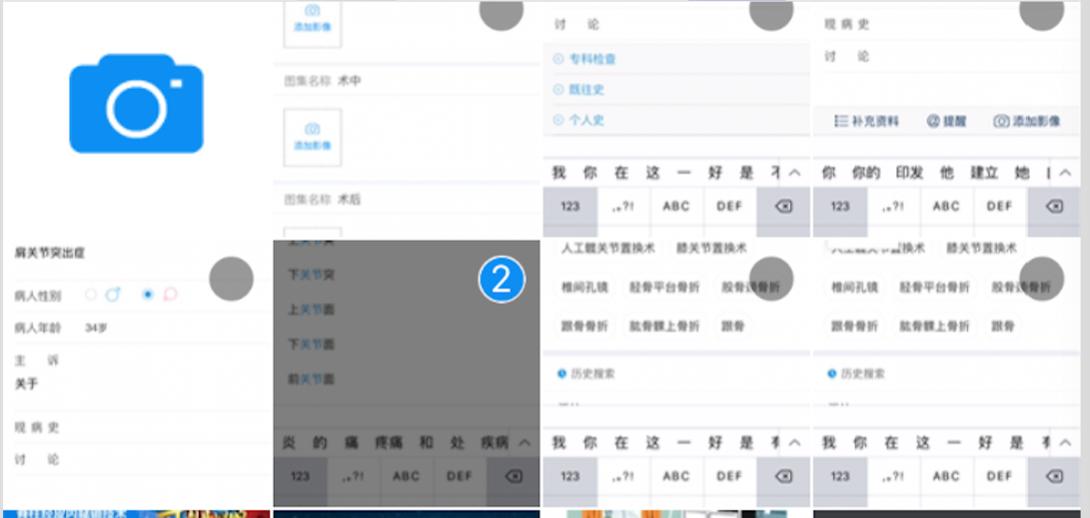 添加影像
图集名称 术中
添加影像
图集名称 术后
讨 论
专科检查
既往史
个人史
我 你 在 这 一 好 是
123 ,。?! ABC DEF
现 病 史
讨 论
补充资料 @提醒 添加影像
你 你的 印发 他 建立 她
123 ,。?! ABC DEF
肩关节突出症
病人性别
病人年龄 34岁
主 诉
关于
现 病 史
讨 论
2
下关节突
上关节面
下关节面
前关节面
炎 的 痛 疼痛 和 处 疾病
123 ,。?! ABC DEF
人工髋关节置换术 膝关节置换术
椎间孔镜 胫骨平台骨折
跟骨骨折 肱骨髁上骨折 跟骨
历史搜索
我 你 在 这 一 好 是
123 ,。?! ABC DEF
人工髋关节置换术 膝关节置换术
椎间孔镜 胫骨平台骨折
跟骨骨折 肱骨髁上骨折 跟骨
历史搜索
我 你 在 这 一 好 是
123 ,。?! ABC DEF